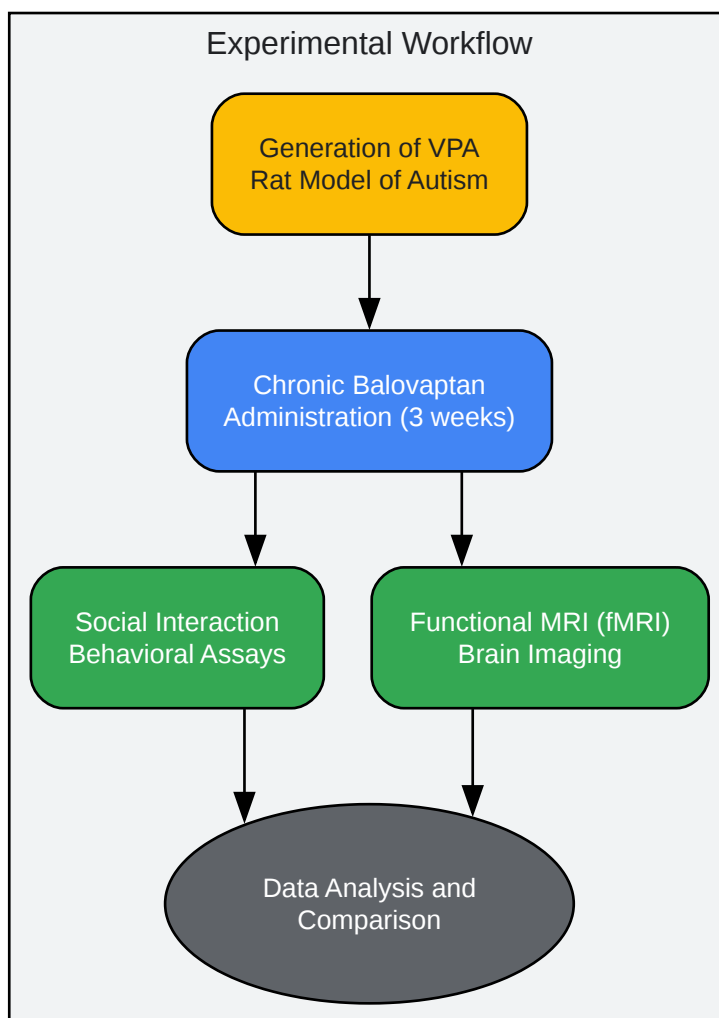 Experimental Workflow
Generation of VPA
Rat Model of Autism
Chronic Balovaptan
Administration (3 weeks)
Social Interaction
Behavioral Assays
Functional MRI (fMRI)
Brain Imaging
Data Analysis and
Comparison